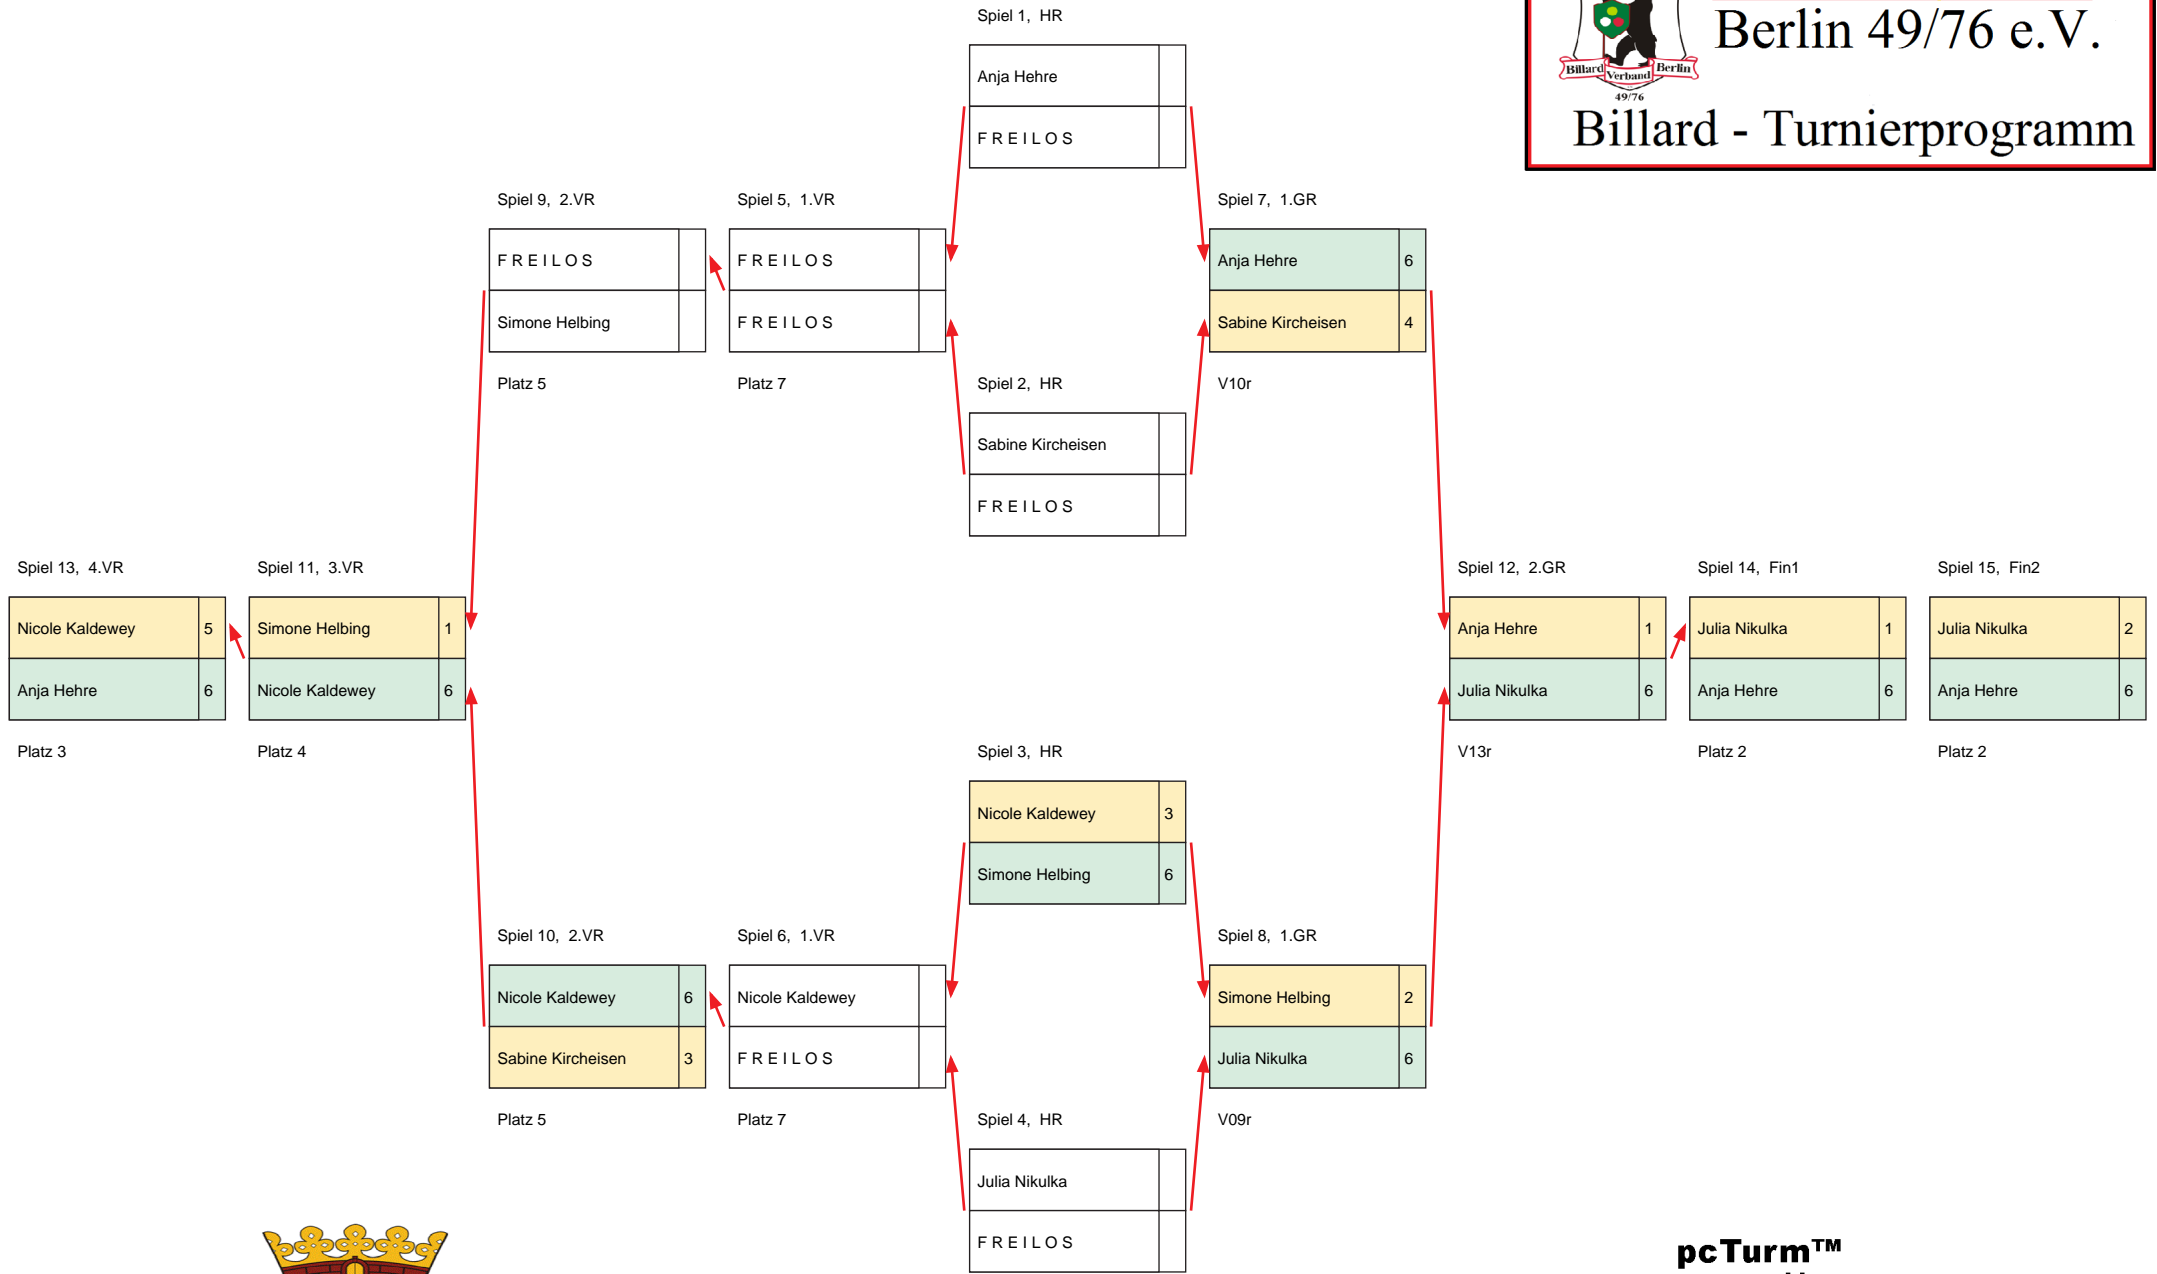 Spiel 1, HR
Anja Hehre
F R E I L O S
Berlin 49/76 e.V.
Billard Verband Berlin
49/76
Billard - Turnierprogramm
Spiel 9, 2.VR
F R E I L O S
Simone Helbing
Platz 5
Spiel 5, 1.VR
F R E I L O S
F R E I L O S
Platz 7
Spiel 7, 1.GR
Anja Hehre 6
Sabine Kircheisen 4
V10r
Spiel 2, HR
Sabine Kircheisen
F R E I L O S
Spiel 13, 4.VR
Nicole Kaldewey 5
Anja Hehre 6
Platz 3
Spiel 11, 3.VR
Simone Helbing 1
Nicole Kaldewey 6
Platz 4
Spiel 12, 2.GR
Anja Hehre 1
Julia Nikulka 6
V13r
Spiel 14, Fin1
Julia Nikulka 1
Anja Hehre 6
Platz 2
Spiel 15, Fin2
Julia Nikulka 2
Anja Hehre 6
Platz 2
Spiel 3, HR
Nicole Kaldewey 3
Simone Helbing 6
Spiel 10, 2.VR
Nicole Kaldewey 6
Sabine Kircheisen 3
Platz 5
Spiel 6, 1.VR
Nicole Kaldewey
F R E I L O S
Platz 7
Spiel 8, 1.GR
Simone Helbing 2
Julia Nikulka 6
V09r
Spiel 4, HR
Julia Nikulka
F R E I L O S
pcTurm™